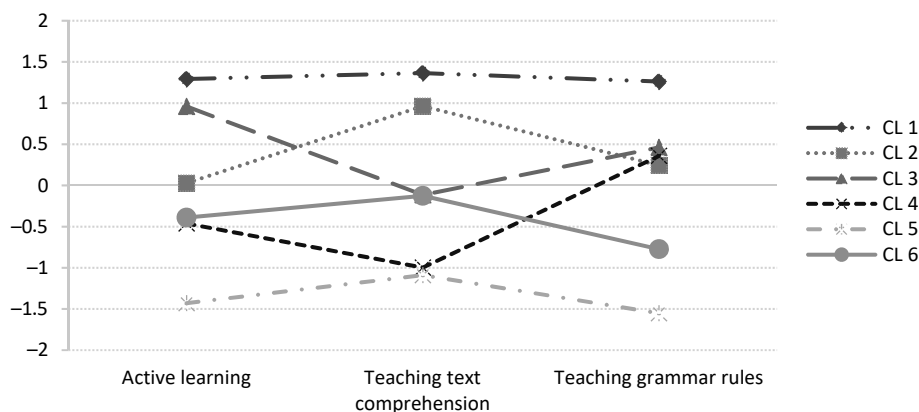 2
1.5
1
0.5
0
–0.5
–1
–1.5
–2
Active learning
Teaching text
comprehension
Teaching grammar rules
CL 1
CL 2
CL 3
CL 4
CL 5
CL 6